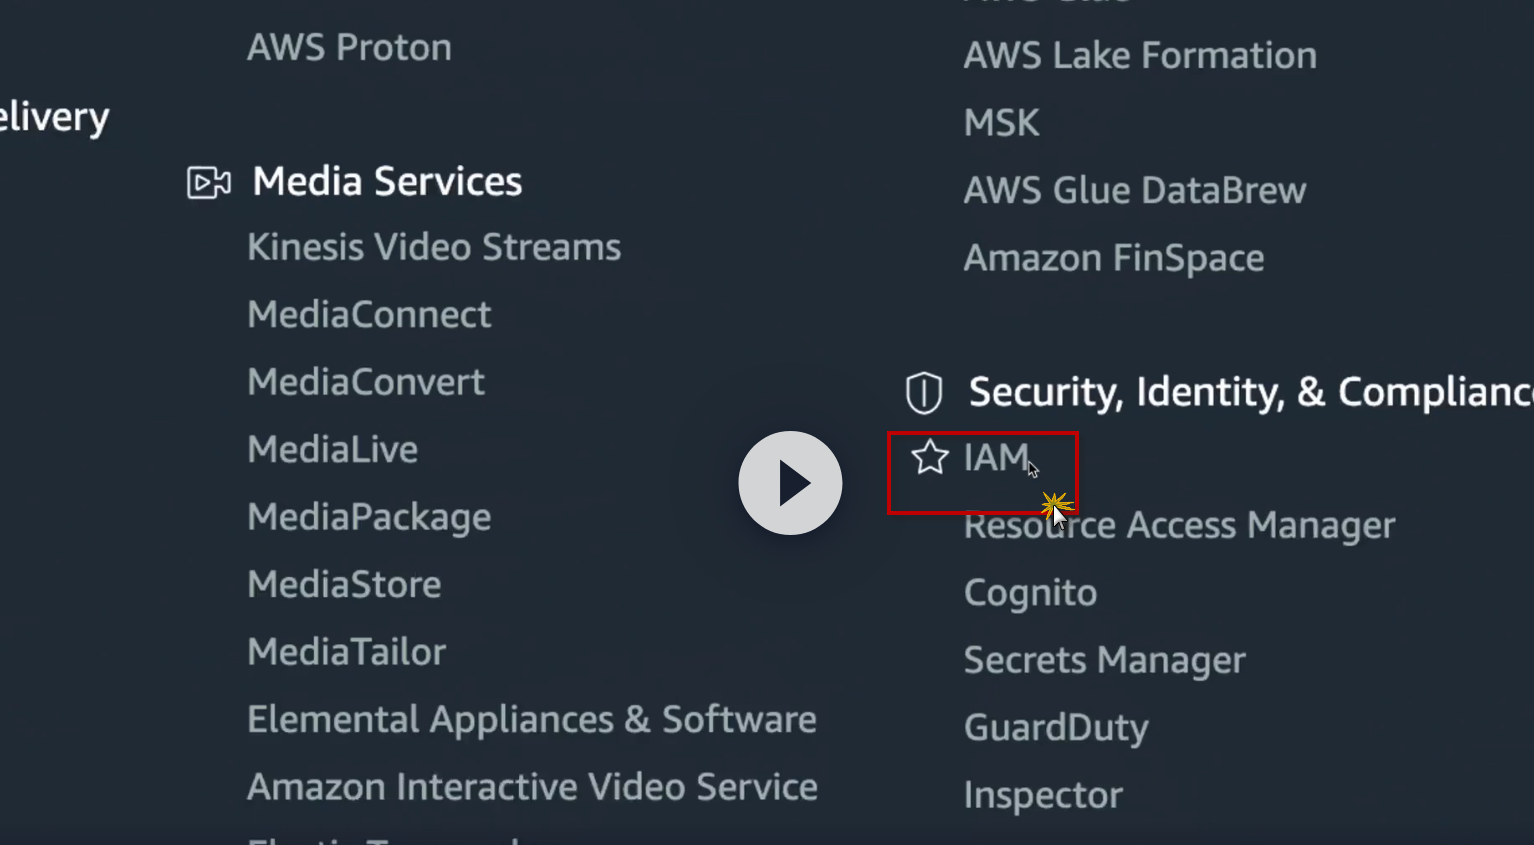 AWS Proton
elivery
Media Services
Kinesis Video Streams
MediaConnect
MediaConvert
MediaLive
MediaPackage
MediaStore
MediaTailor
Elemental Appliances & Software
Amazon Interactive Video Service
AWS Lake Formation
MSK
AWS Glue DataBrew
Amazon FinSpace
Security, Identity, & Complianc
IAM
Resource Access Manager
Cognito
Secrets Manager
GuardDuty
Inspector